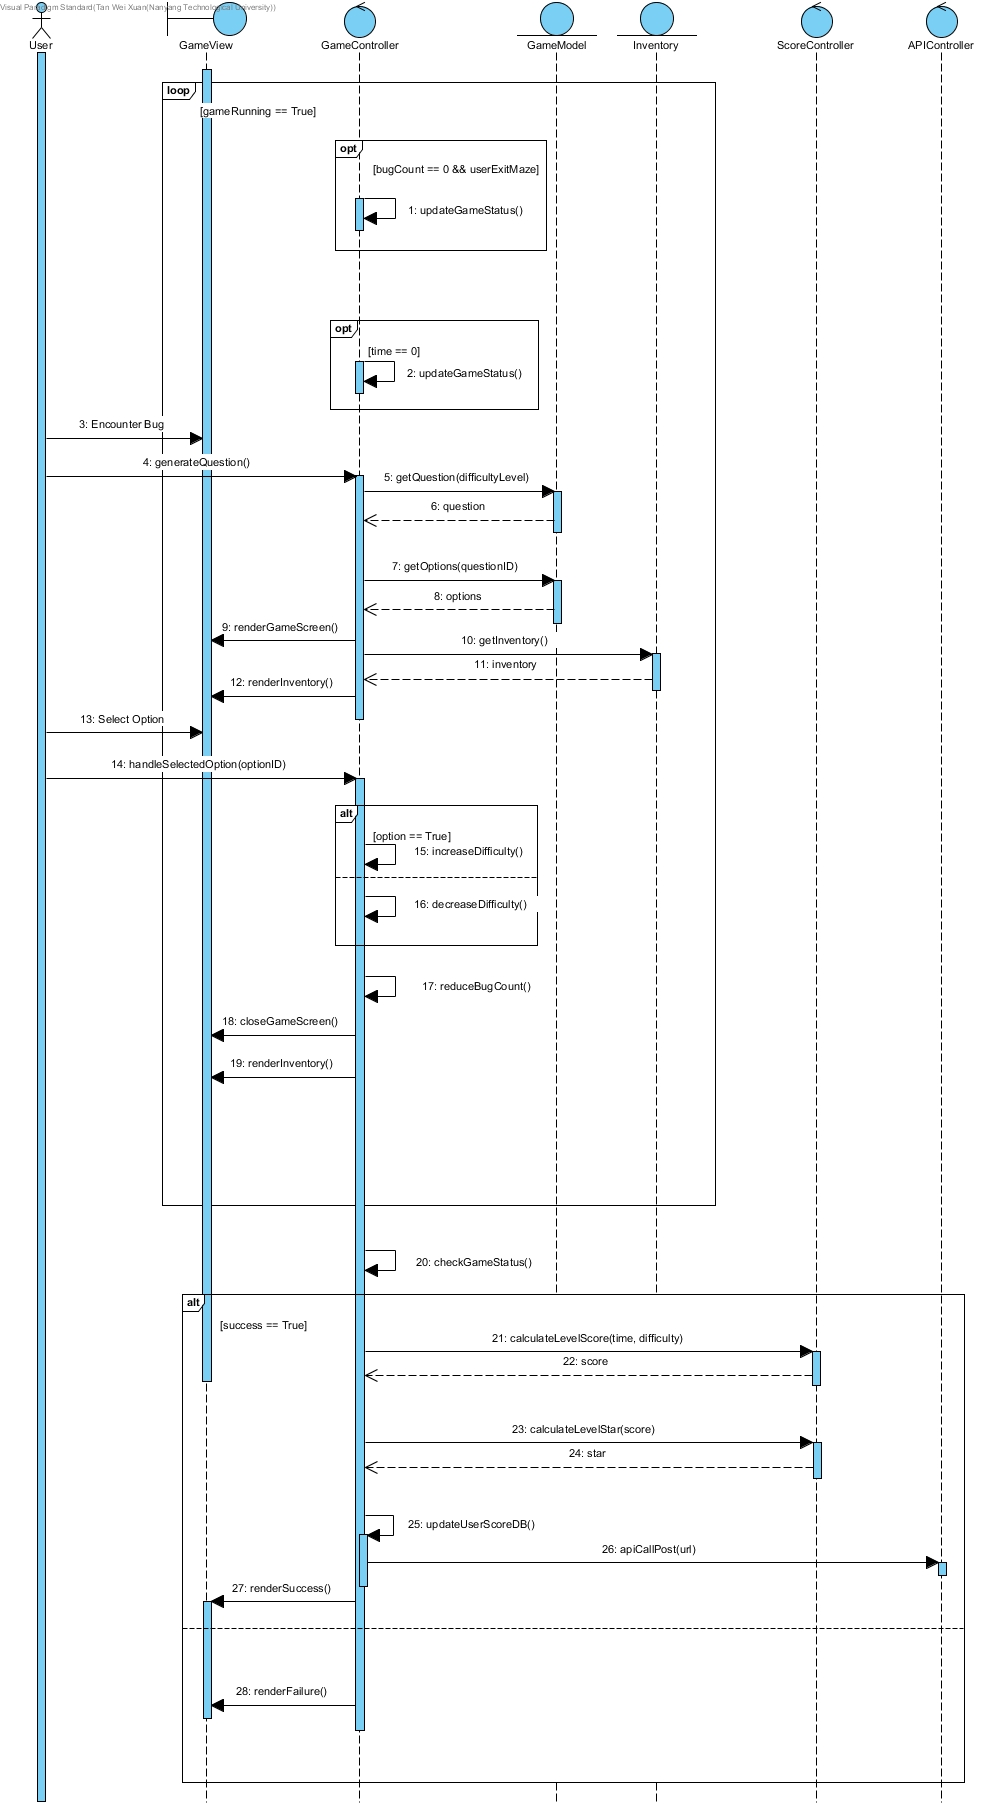 Visual Paradigm Standard(Tan Wei Xuan(Nanyang Technological University))
User
GameView
GameController
GameModel
Inventory
ScoreController
APIController
loop
[gameRunning == True]
opt
[bugCount == 0 && userExitMaze]
1: updateGameStatus()
opt
[time == 0]
2: updateGameStatus()
3: Encounter Bug
4: generateQuestion()
5: getQuestion(difficultyLevel)
6: question
7: getOptions(questionID)
8: options
9: renderGameScreen()
10: getInventory()
11: inventory
12: renderInventory()
13: Select Option
14: handleSelectedOption(optionID)
alt
[option == True]
15: increaseDifficulty()
16: decreaseDifficulty()
17: reduceBugCount()
18: closeGameScreen()
19: renderInventory()
20: checkGameStatus()
alt
[success == True]
21: calculateLevelScore(time, difficulty)
22: score
23: calculateLevelStar(score)
24: star
25: updateUserScoreDB()
26: apiCallPost(url)
27: renderSuccess()
28: renderFailure()